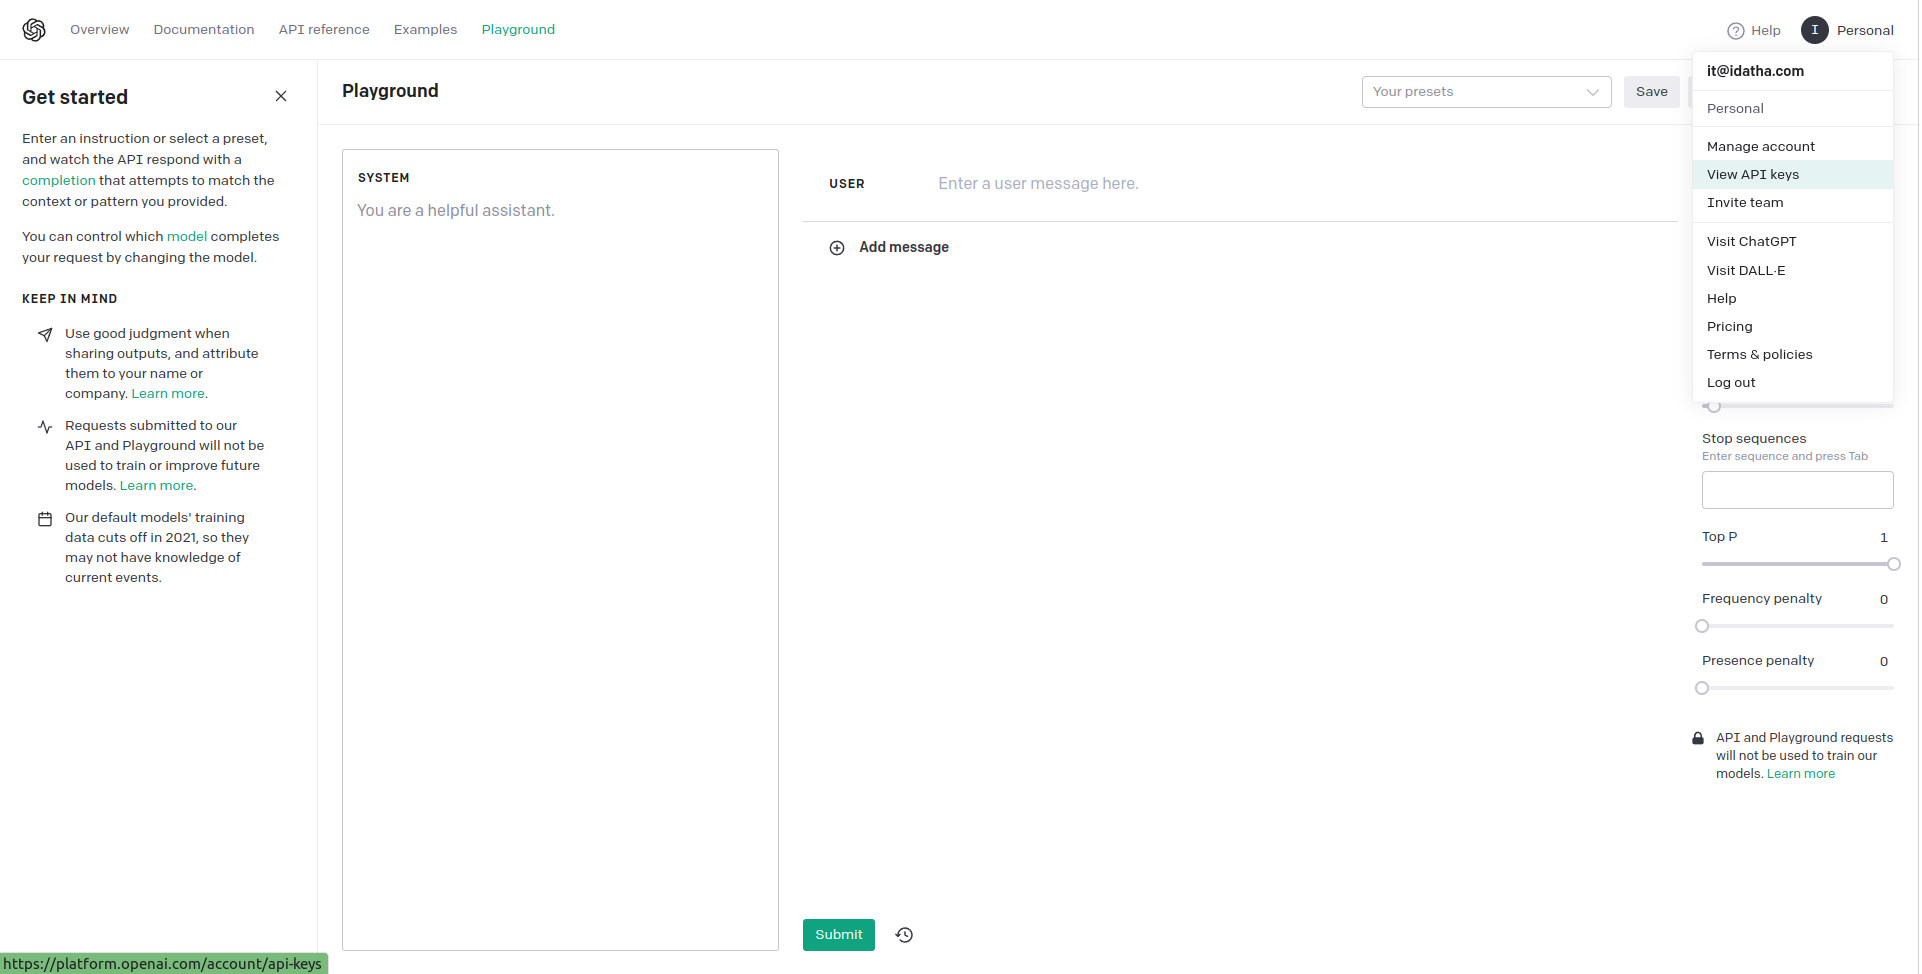 Overview Documentation API reference Examples Playground
Help I Personal
Get started
Enter an instruction or select a preset,
and watch the API respond with a
completion that attempts to match the
context or pattern you provided.
You can control which model completes
your request by changing the model.
KEEP IN MIND
Use good judgment when
sharing outputs, and attribute
them to your name or
company. Learn more.
Requests submitted to our
API and Playground will not be
used to train or improve future
models. Learn more.
Our default models' training
data cuts off in 2021, so they
may not have knowledge of
current events.
Playground
Your presets
Save
SYSTEM
You are a helpful assistant.
USER Enter a user message here.
Add message
Submit
it@idatha.com
Personal
Manage account
View API keys
Invite team
Visit ChatGPT
Visit DALL·E
Help
Pricing
Terms & policies
Log out
Stop sequences
Enter sequence and press Tab
Top P 1
Frequency penalty 0
Presence penalty 0
API and Playground requests
will not be used to train our
models. Learn more
https://platform.openai.com/account/api-keys